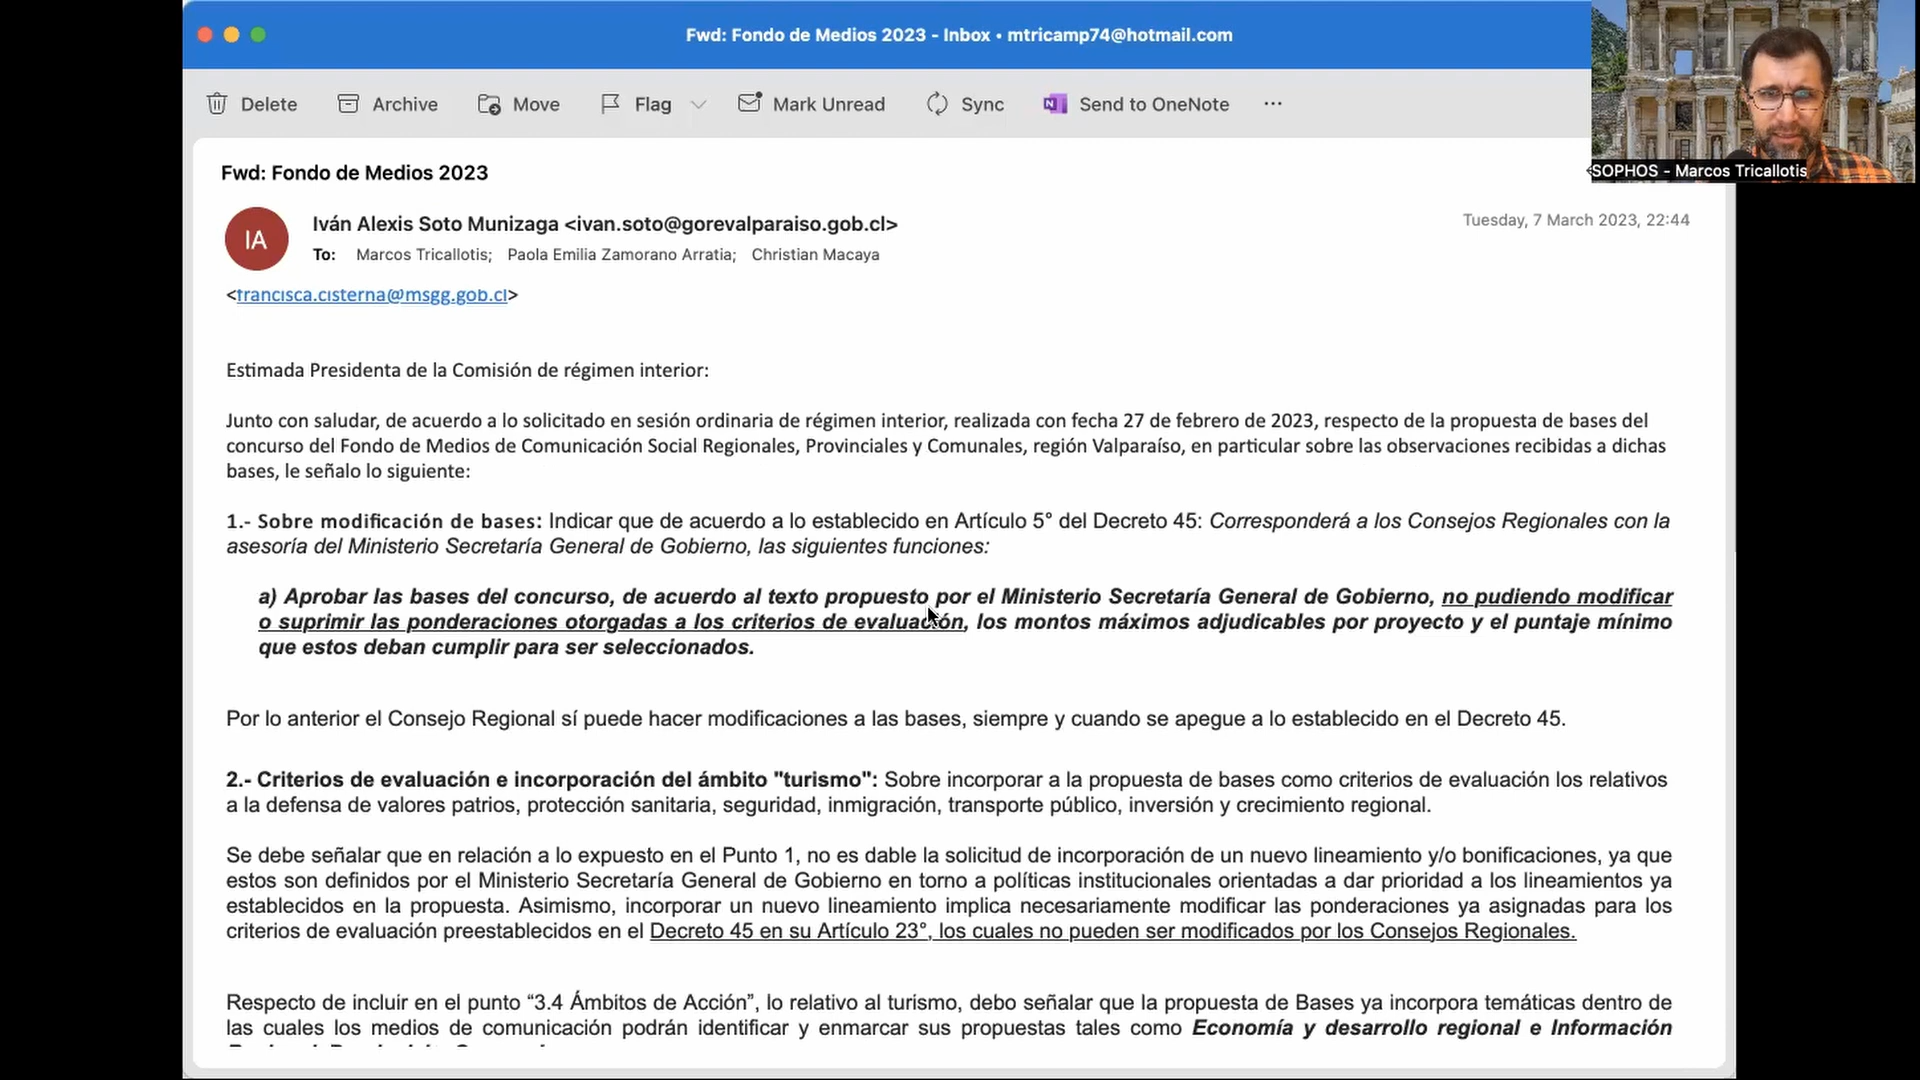 Fwd: Fondo de Medios 2023 - Inbox • mtricamp74@hotmail.com
Delete Archive Move Flag Mark Unread Sync Send to OneNote ...
SOPHOS - Marcos Tricallotis
Fwd: Fondo de Medios 2023
IA
Iván Alexis Soto Munizaga <ivan.soto@gorevalparaiso.gob.cl>
Tuesday, 7 March 2023, 22:44
To: Marcos Tricallotis; Paola Emilia Zamorano Arratia; Christian Macaya
<francisca.cisterna@msgg.gob.cl>
Estimada Presidenta de la Comisión de régimen interior:
Junto con saludar, de acuerdo a lo solicitado en sesión ordinaria de régimen interior, realizada con fecha 27 de febrero de 2023, respecto de la propuesta de bases del
concurso del Fondo de Medios de Comunicación Social Regionales, Provinciales y Comunales, región Valparaíso, en particular sobre las observaciones recibidas a dichas
bases, le señalo lo siguiente:
1.- Sobre modificación de bases: Indicar que de acuerdo a lo establecido en Artículo 5° del Decreto 45: Corresponderá a los Consejos Regionales con la
asesoría del Ministerio Secretaría General de Gobierno, las siguientes funciones:
a) Aprobar las bases del concurso, de acuerdo al texto propuesto por el Ministerio Secretaría General de Gobierno, no pudiendo modificar
o suprimir las ponderaciones otorgadas a los criterios de evaluación, los montos máximos adjudicables por proyecto y el puntaje mínimo
que estos deban cumplir para ser seleccionados.
Por lo anterior el Consejo Regional sí puede hacer modificaciones a las bases, siempre y cuando se apegue a lo establecido en el Decreto 45.
2.- Criterios de evaluación e incorporación del ámbito "turismo": Sobre incorporar a la propuesta de bases como criterios de evaluación los relativos
a la defensa de valores patrios, protección sanitaria, seguridad, inmigración, transporte público, inversión y crecimiento regional.
Se debe señalar que en relación a lo expuesto en el Punto 1, no es dable la solicitud de incorporación de un nuevo lineamiento y/o bonificaciones, ya que
estos son definidos por el Ministerio Secretaría General de Gobierno en torno a políticas institucionales orientadas a dar prioridad a los lineamientos ya
establecidos en la propuesta. Asimismo, incorporar un nuevo lineamiento implica necesariamente modificar las ponderaciones ya asignadas para los
criterios de evaluación preestablecidos en el Decreto 45 en su Artículo 23°, los cuales no pueden ser modificados por los Consejos Regionales.
Respecto de incluir en el punto “3.4 Ámbitos de Acción”, lo relativo al turismo, debo señalar que la propuesta de Bases ya incorpora temáticas dentro de
las cuales los medios de comunicación podrán identificar y enmarcar sus propuestas tales como Economía y desarrollo regional e Información